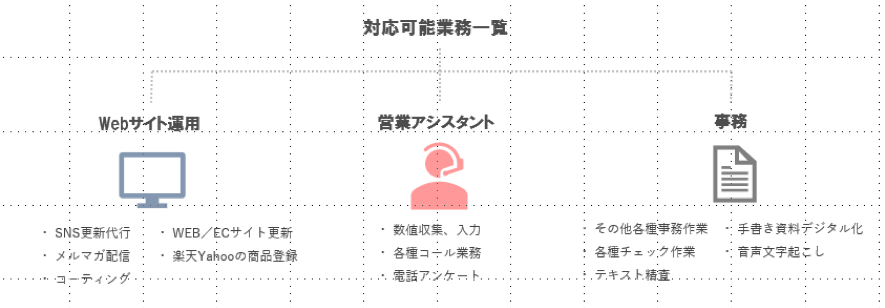 対応可能業務一覧
Webサイト運用
・ SNS更新代行
・ メルマガ配信
・ コーティング
・ WEB／ECサイト更新
・ 楽天Yahooの商品登録
営業アシスタント
・ 数値収集、入力
・ 各種コール業務
・ 電話アンケート
事務
・ その他各種事務作業
・ 各種チェック作業
・ テキスト精査
・ 手書き資料デジタル化
・ 音声文字起こし